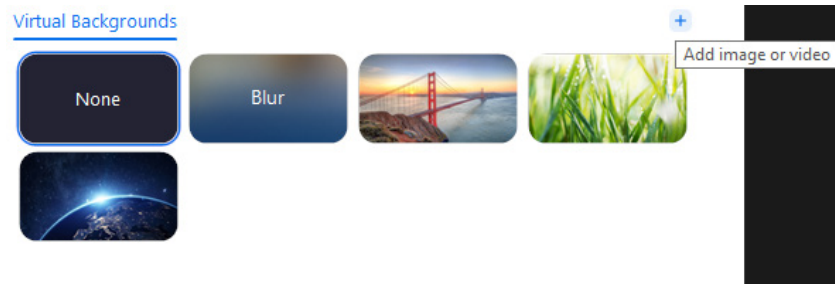 Virtual Backgrounds
+
Add image or video
None
Blur